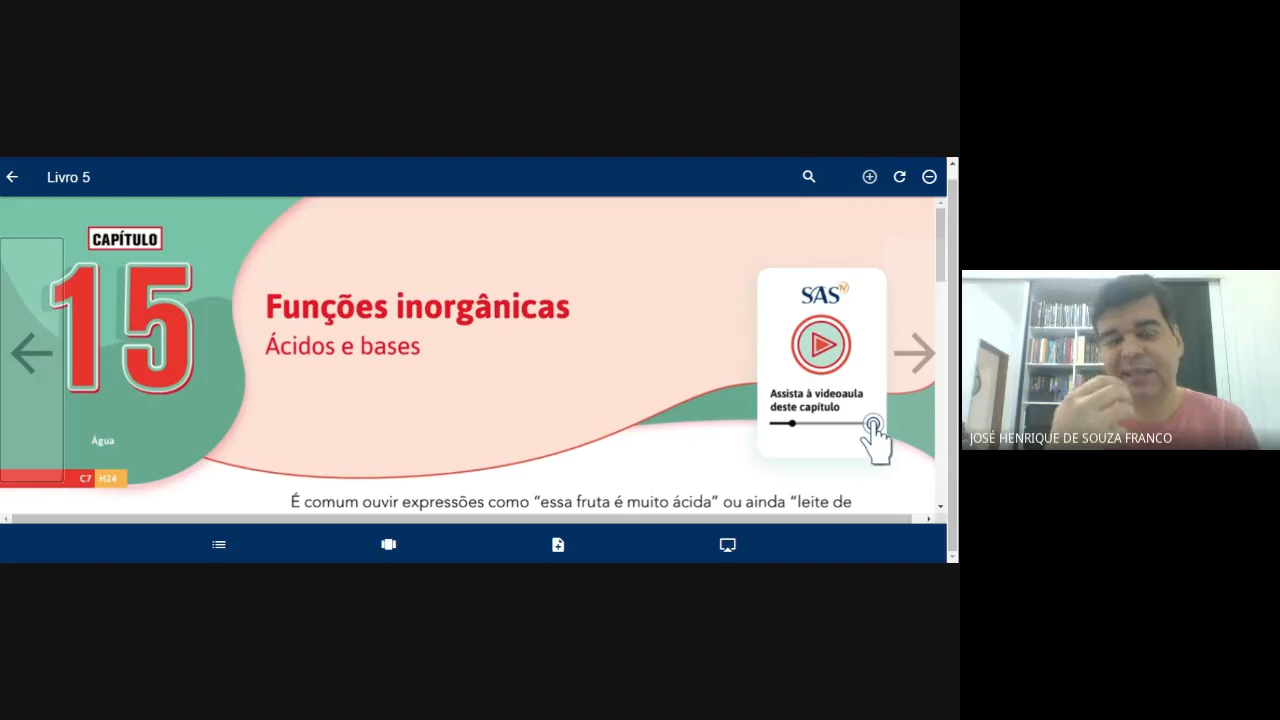 Livro 5
CAPÍTULO
15
Água
C7 H24
Funções inorgânicas
Ácidos e bases
SAS TV
Assista à videoaula
deste capítulo
É comum ouvir expressões como “essa fruta é muito ácida” ou ainda “leite de
JOSÉ HENRIQUE DE SOUZA FRANCO